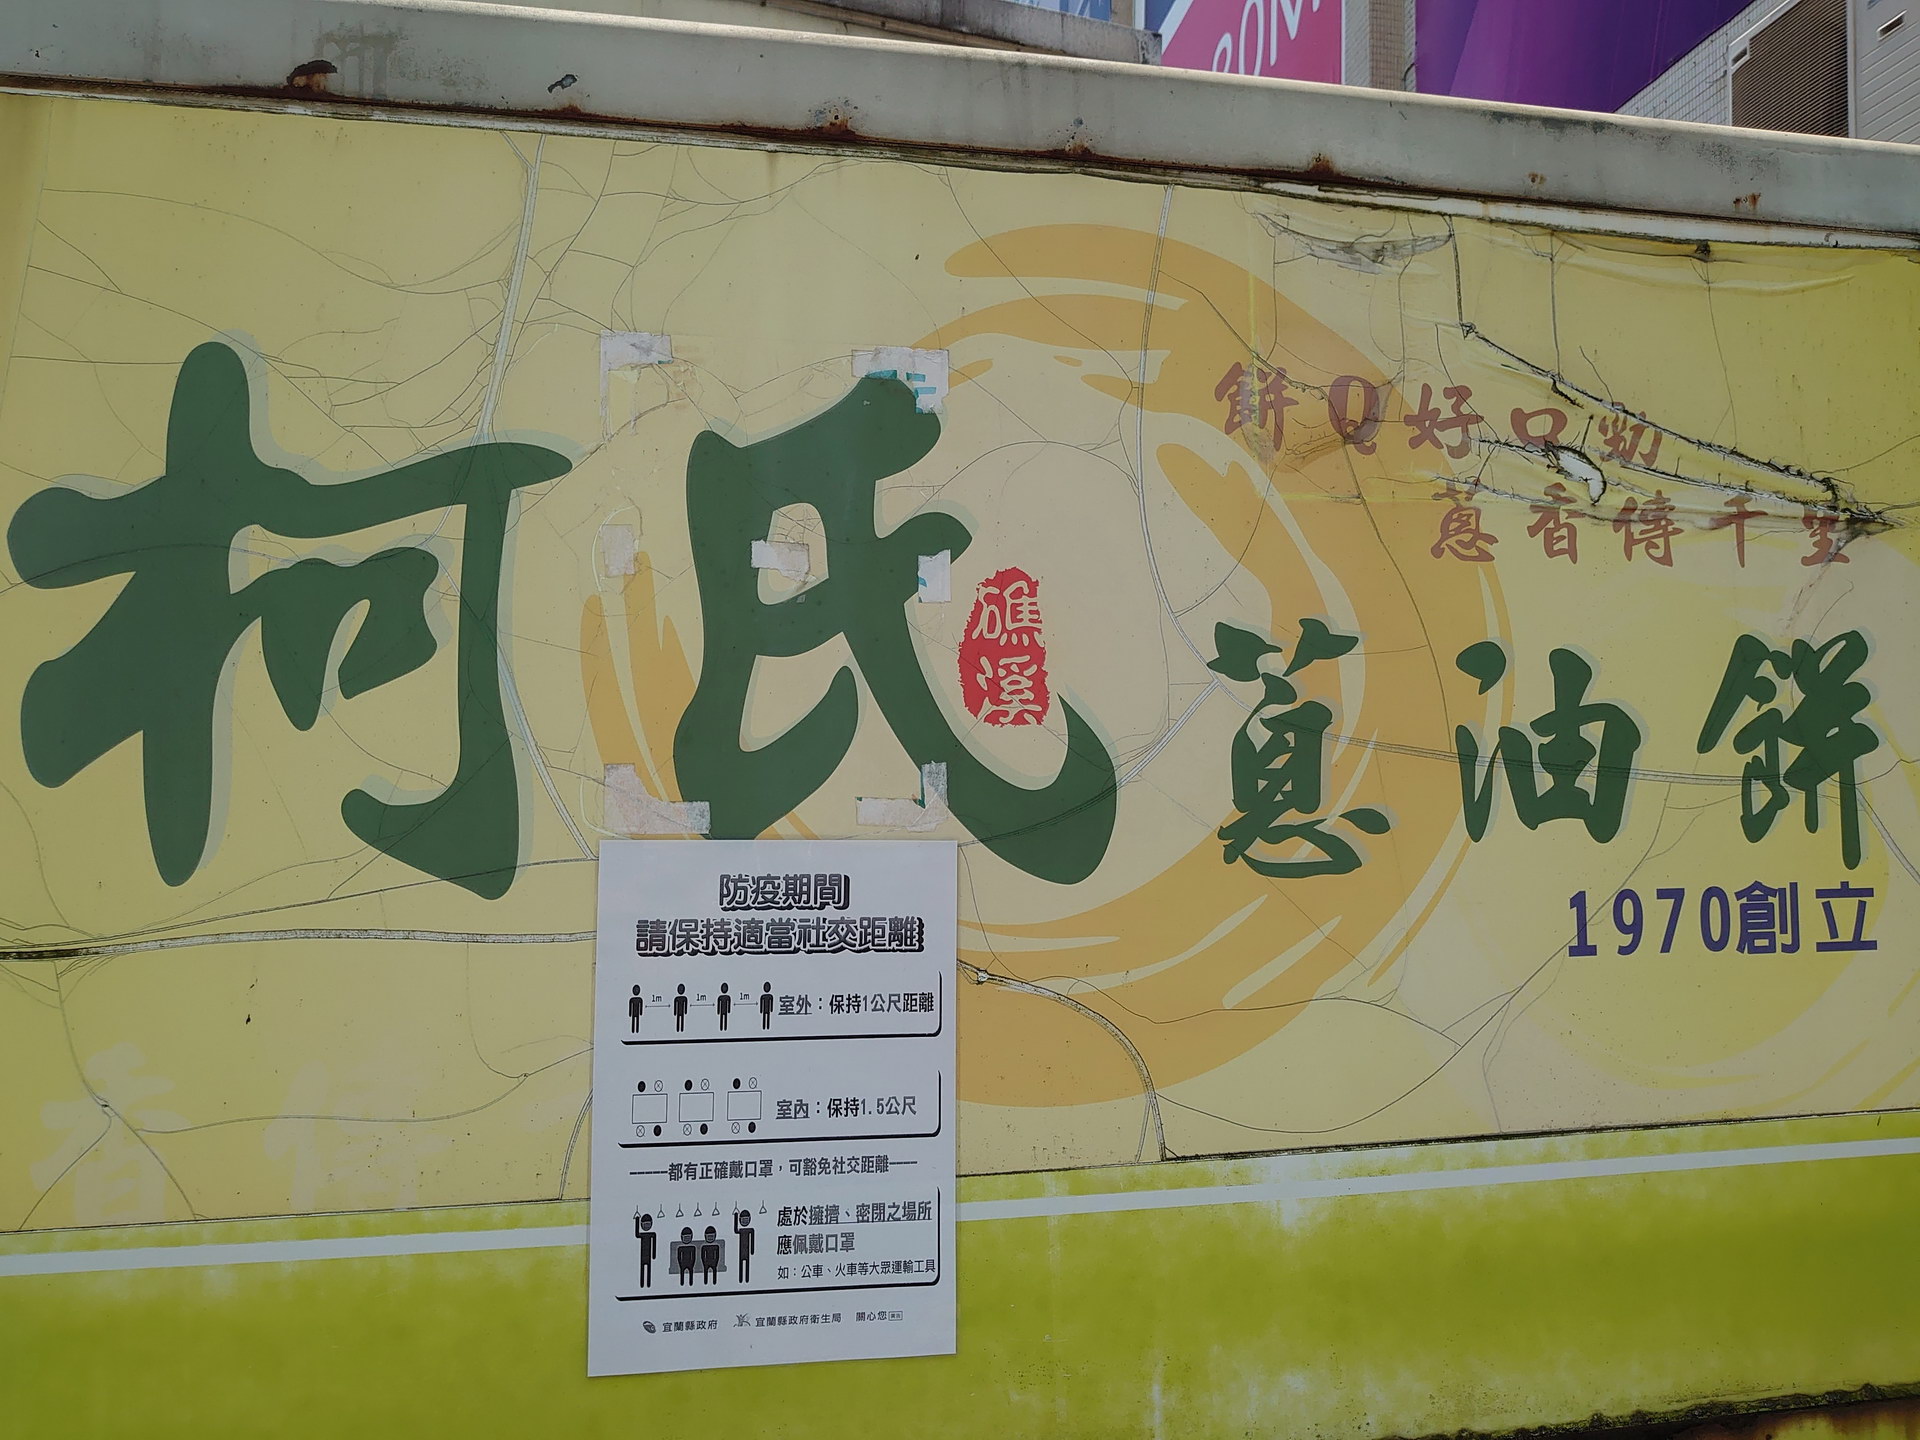 餅Q好口勁
蔥香傳千里
柯氏
礁溪
蔥油餅
1970創立
防疫期間
請保持適當社交距離
1m 1m 1m
室外：保持1公尺距離
室內：保持1.5公尺
都有正確戴口罩，可豁免社交距離
處於擁擠、密閉之場所
應佩戴口罩
如：公車、火車等大眾運輸工具
宜蘭縣政府 宜蘭縣政府衛生局 關心您